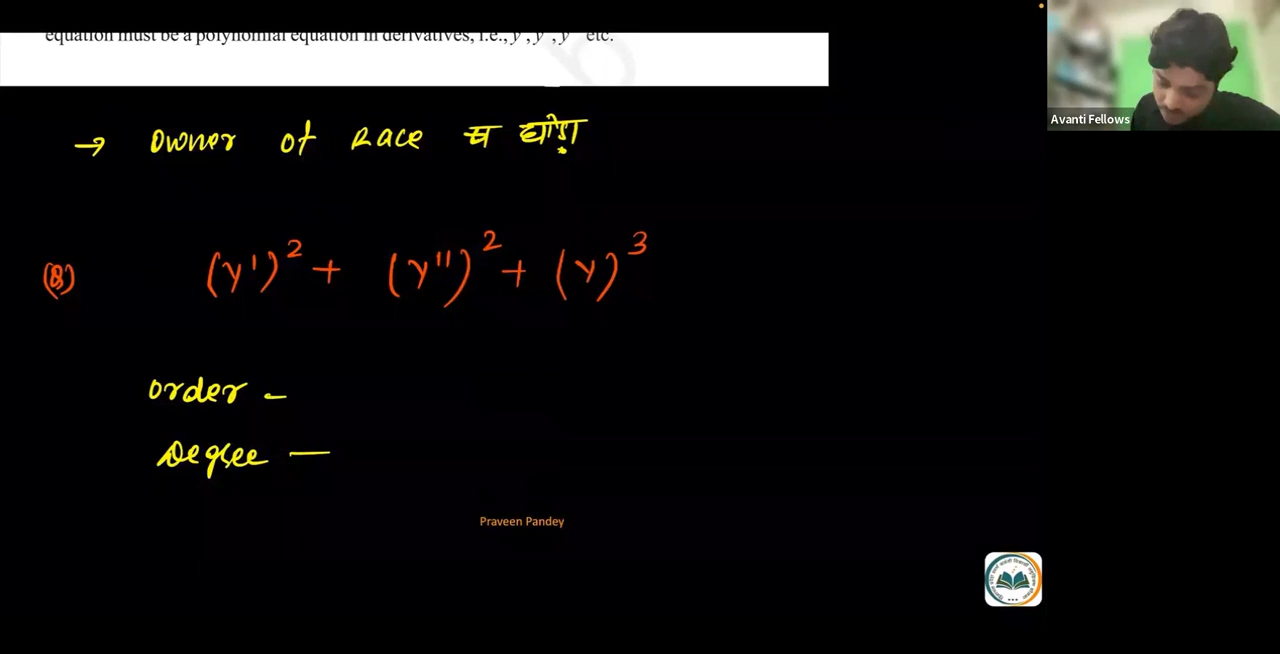 equation must be a polynomial equation in derivatives, i.e., y′, y″, y‴ etc.
Avanti Fellows
→ Owner of Race च घोड़ा
(Q) (y')² + (y'')² + (y)³
Order -
Degree —
Praveen Pandey